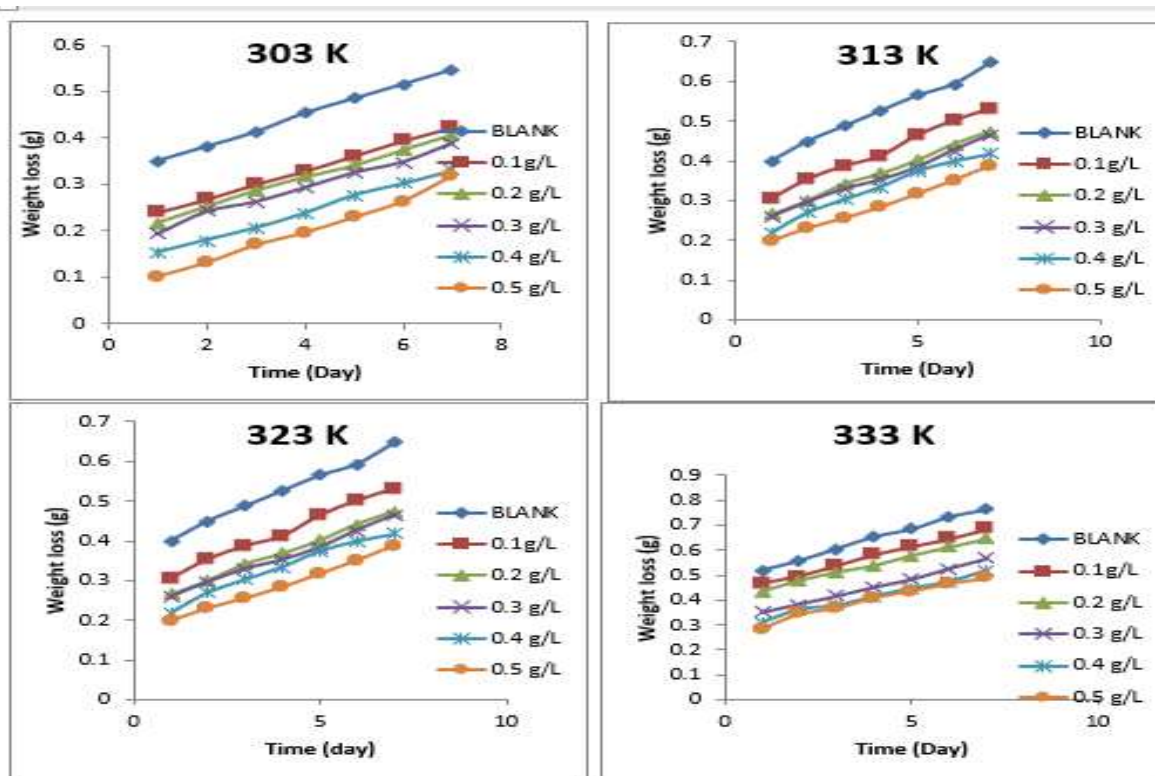 303 K
Weight loss (g)
0.6
0.5
0.4
0.3
0.2
0.1
0
0 2 4 6 8
Time (Day)
BLANK
0.1g/L
0.2 g/L
0.3 g/L
0.4 g/L
0.5 g/L
313 K
Weight loss (g)
0.7
0.6
0.5
0.4
0.3
0.2
0.1
0
0 5 10
Time (Day)
BLANK
0.1g/L
0.2 g/L
0.3 g/L
0.4 g/L
0.5 g/L
323 K
Weight loss (g)
0.7
0.6
0.5
0.4
0.3
0.2
0.1
0
0 5 10
Time (day)
BLANK
0.1g/L
0.2 g/L
0.3 g/L
0.4 g/L
0.5 g/L
333 K
Weight loss (g)
0.9
0.8
0.7
0.6
0.5
0.4
0.3
0.2
0.1
0
0 5 10
Time (Day)
BLANK
0.1g/L
0.2 g/L
0.3 g/L
0.4 g/L
0.5 g/L